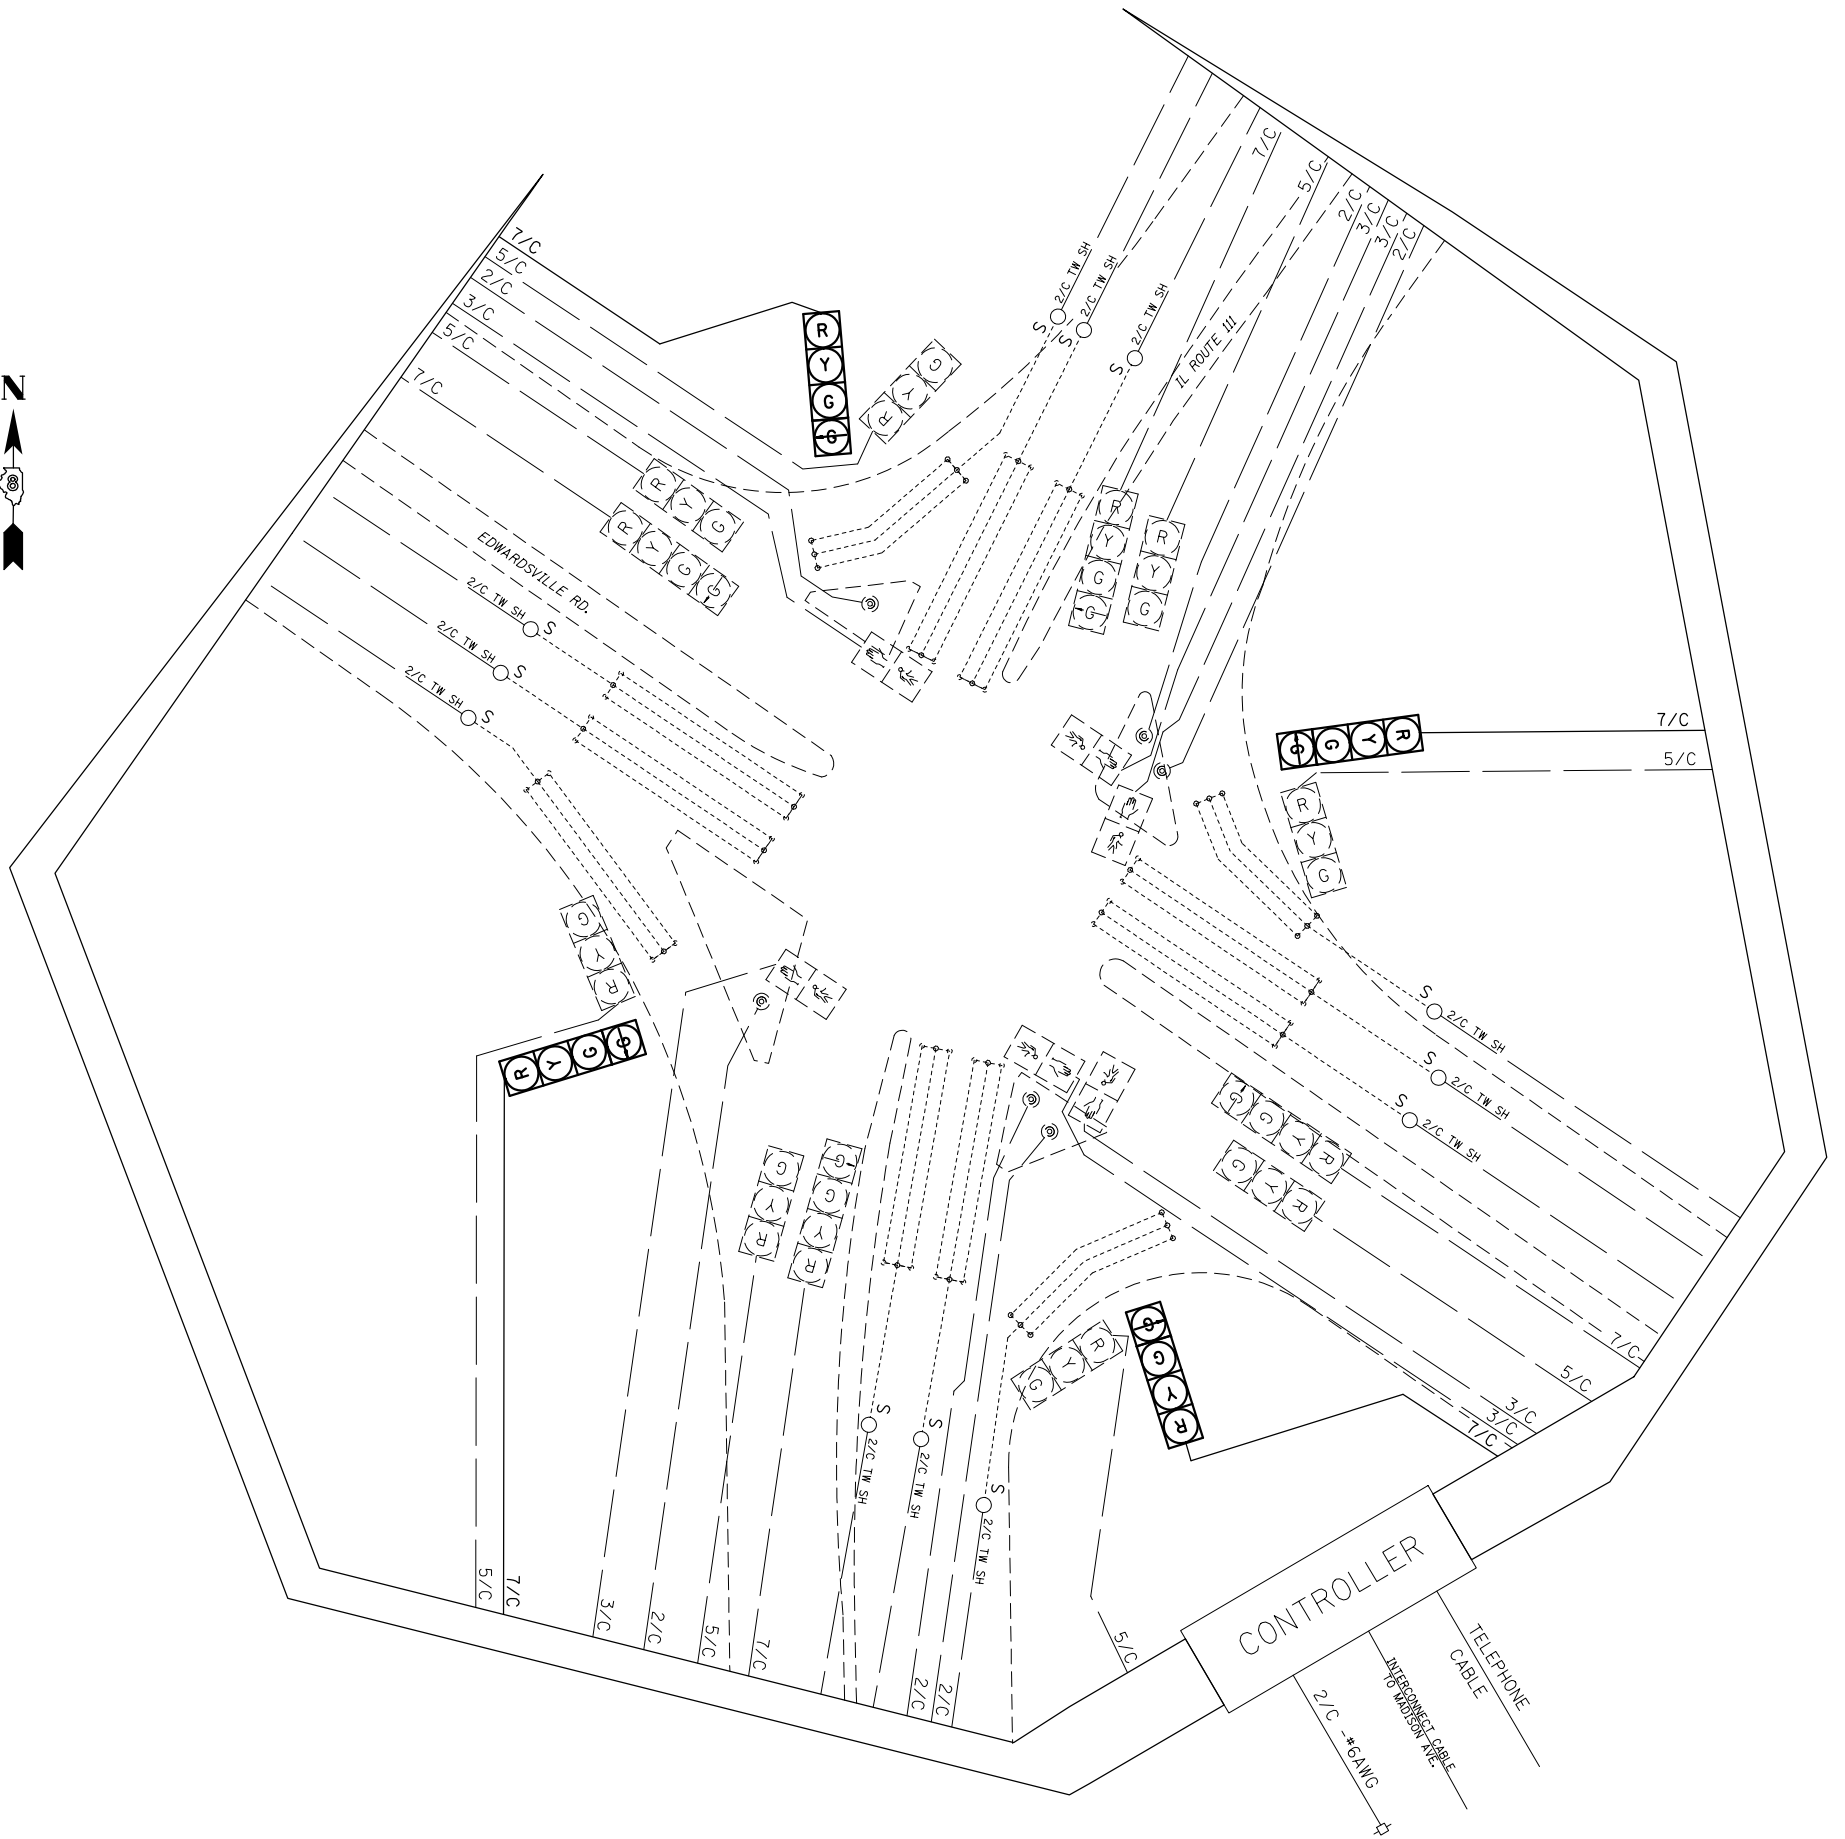 N
8
7/C
5/C
2/C
3/C
5/C
7/C
R
Y
G
G
R
Y
G
R
Y
G
R
Y
G
G
EDWARDSVILLE RD.
2/C TW SH
S
2/C TW SH
S
2/C TW SH
S
S
2/C TW SH
S
2/C TW SH
S
2/C TW SH
7/C
5/C
2/C
3/C
3/C
2/C
IL ROUTE 111
R
Y
G
G
R
Y
G
G
G
Y
R
7/C
5/C
R
Y
G
S
2/C TW SH
S
2/C TW SH
S
2/C TW SH
G
G
Y
R
G
Y
R
7/C
5/C
3/C
3/C
7/C
G
Y
R
R
Y
G
G
G
Y
R
G
G
Y
R
S
2/C TW SH
S
2/C TW SH
S
2/C TW SH
G
Y
R
G
G
Y
R
5/C
7/C
3/C
2/C
5/C
7/C
2/C
2/C
5/C
CONTROLLER
TELEPHONE
CABLE
INTERCONNECT CABLE
TO MADISON AVE.
2/C -#6AWG